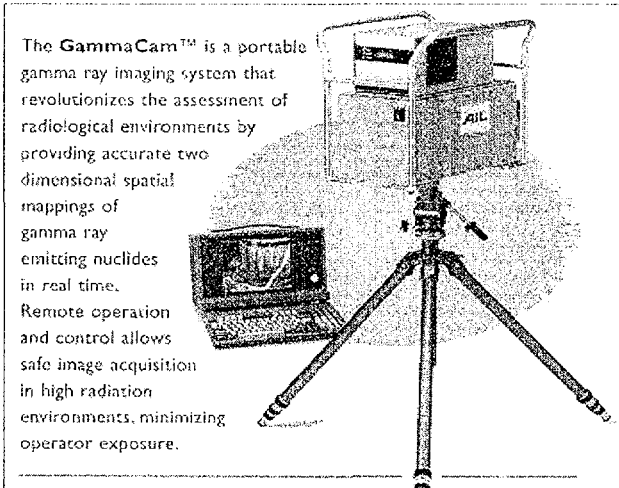 The GammaCam™ is a portable
gamma ray imaging system that
revolutionizes the assessment of
radiological environments by
providing accurate two
dimensional spatial
mappings of
gamma ray
emitting nuclides
in real time.
Remote operation
and control allows
safe image acquisition
in high radiation
environments, minimizing
operator exposure.
AIL